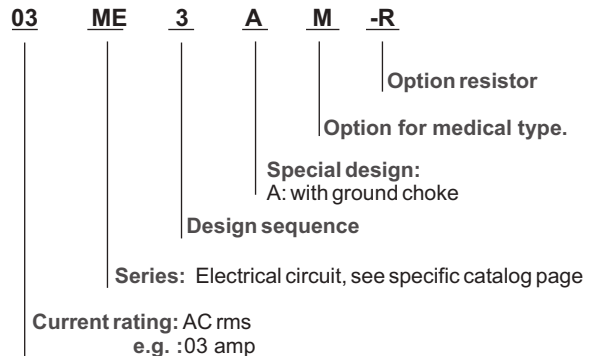 03 ME 3 A M -R
Option resistor
Option for medical type.
Special design:
A: with ground choke
Design sequence
Series: Electrical circuit, see specific catalog page
Current rating: AC rms
e.g. :03 amp